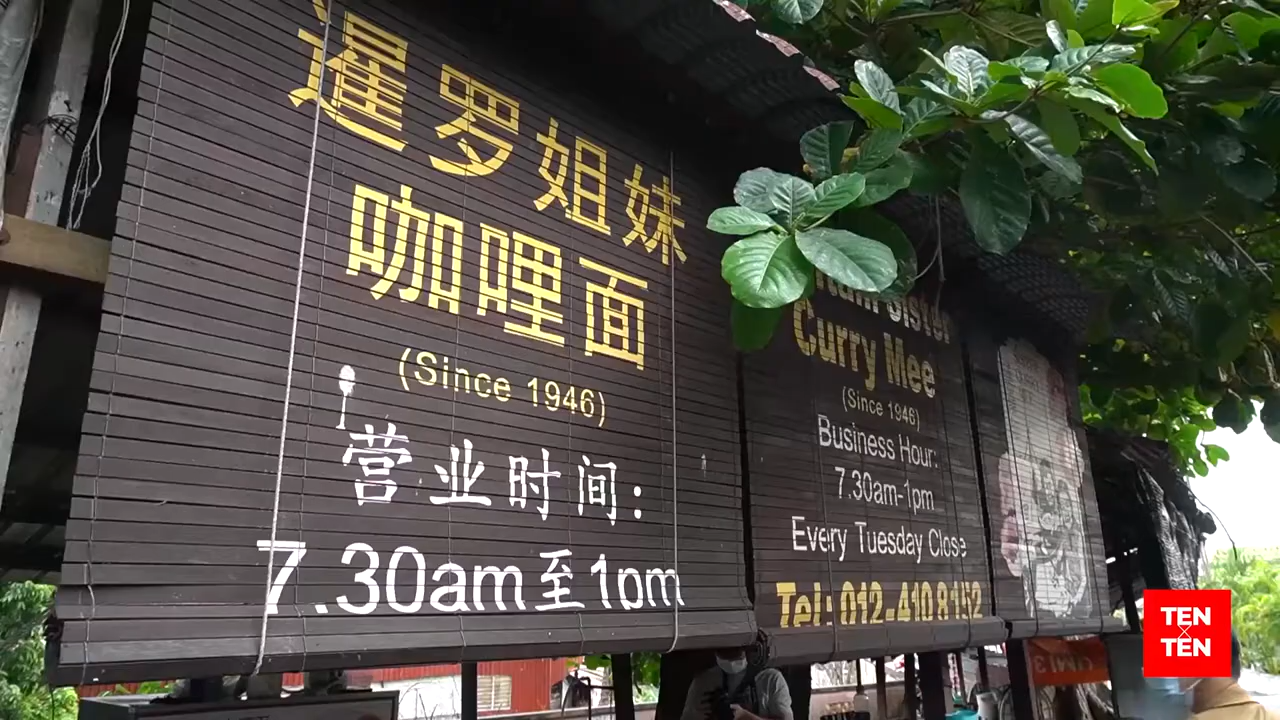 暹罗姐妹
咖哩面
(Since 1946)
营业时间:
7.30am至1pm
Sister
Curry Mee
(Since 1946)
Business Hour:
7.30am-1pm
Every Tuesday Close
Tel: 012-410 8152
TEN
×
TEN